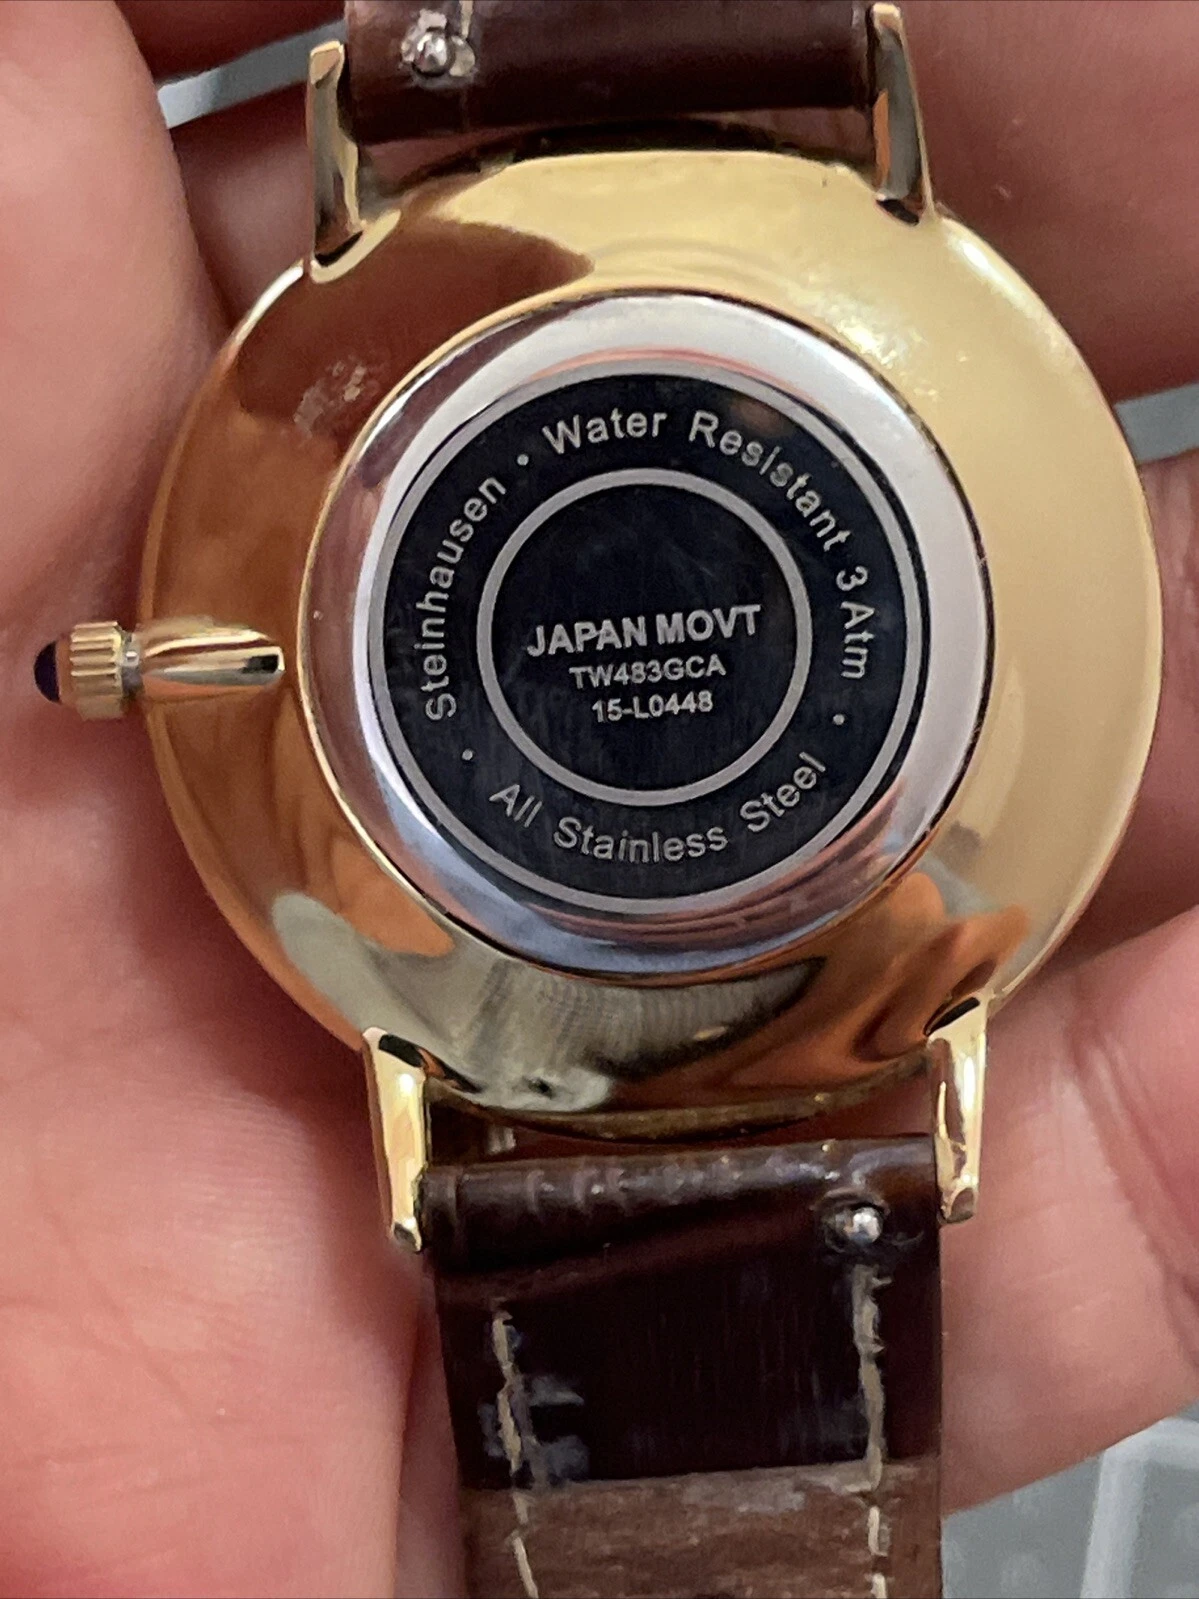 Steinhausen • Water Resistant 3 Atm •
JAPAN MOVT
TW483GCA
15-L0448
• All Stainless Steel